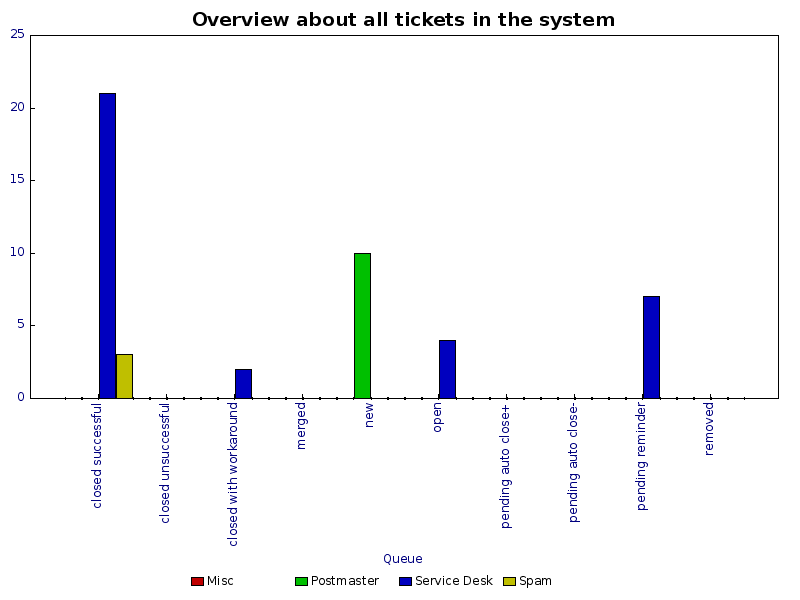 Overview about all tickets in the system
25
20
15
10
5
0
closed successful
closed unsuccessful
closed with workaround
merged
new
open
pending auto close+
pending auto close-
pending reminder
removed
Queue
Misc Postmaster Service Desk Spam